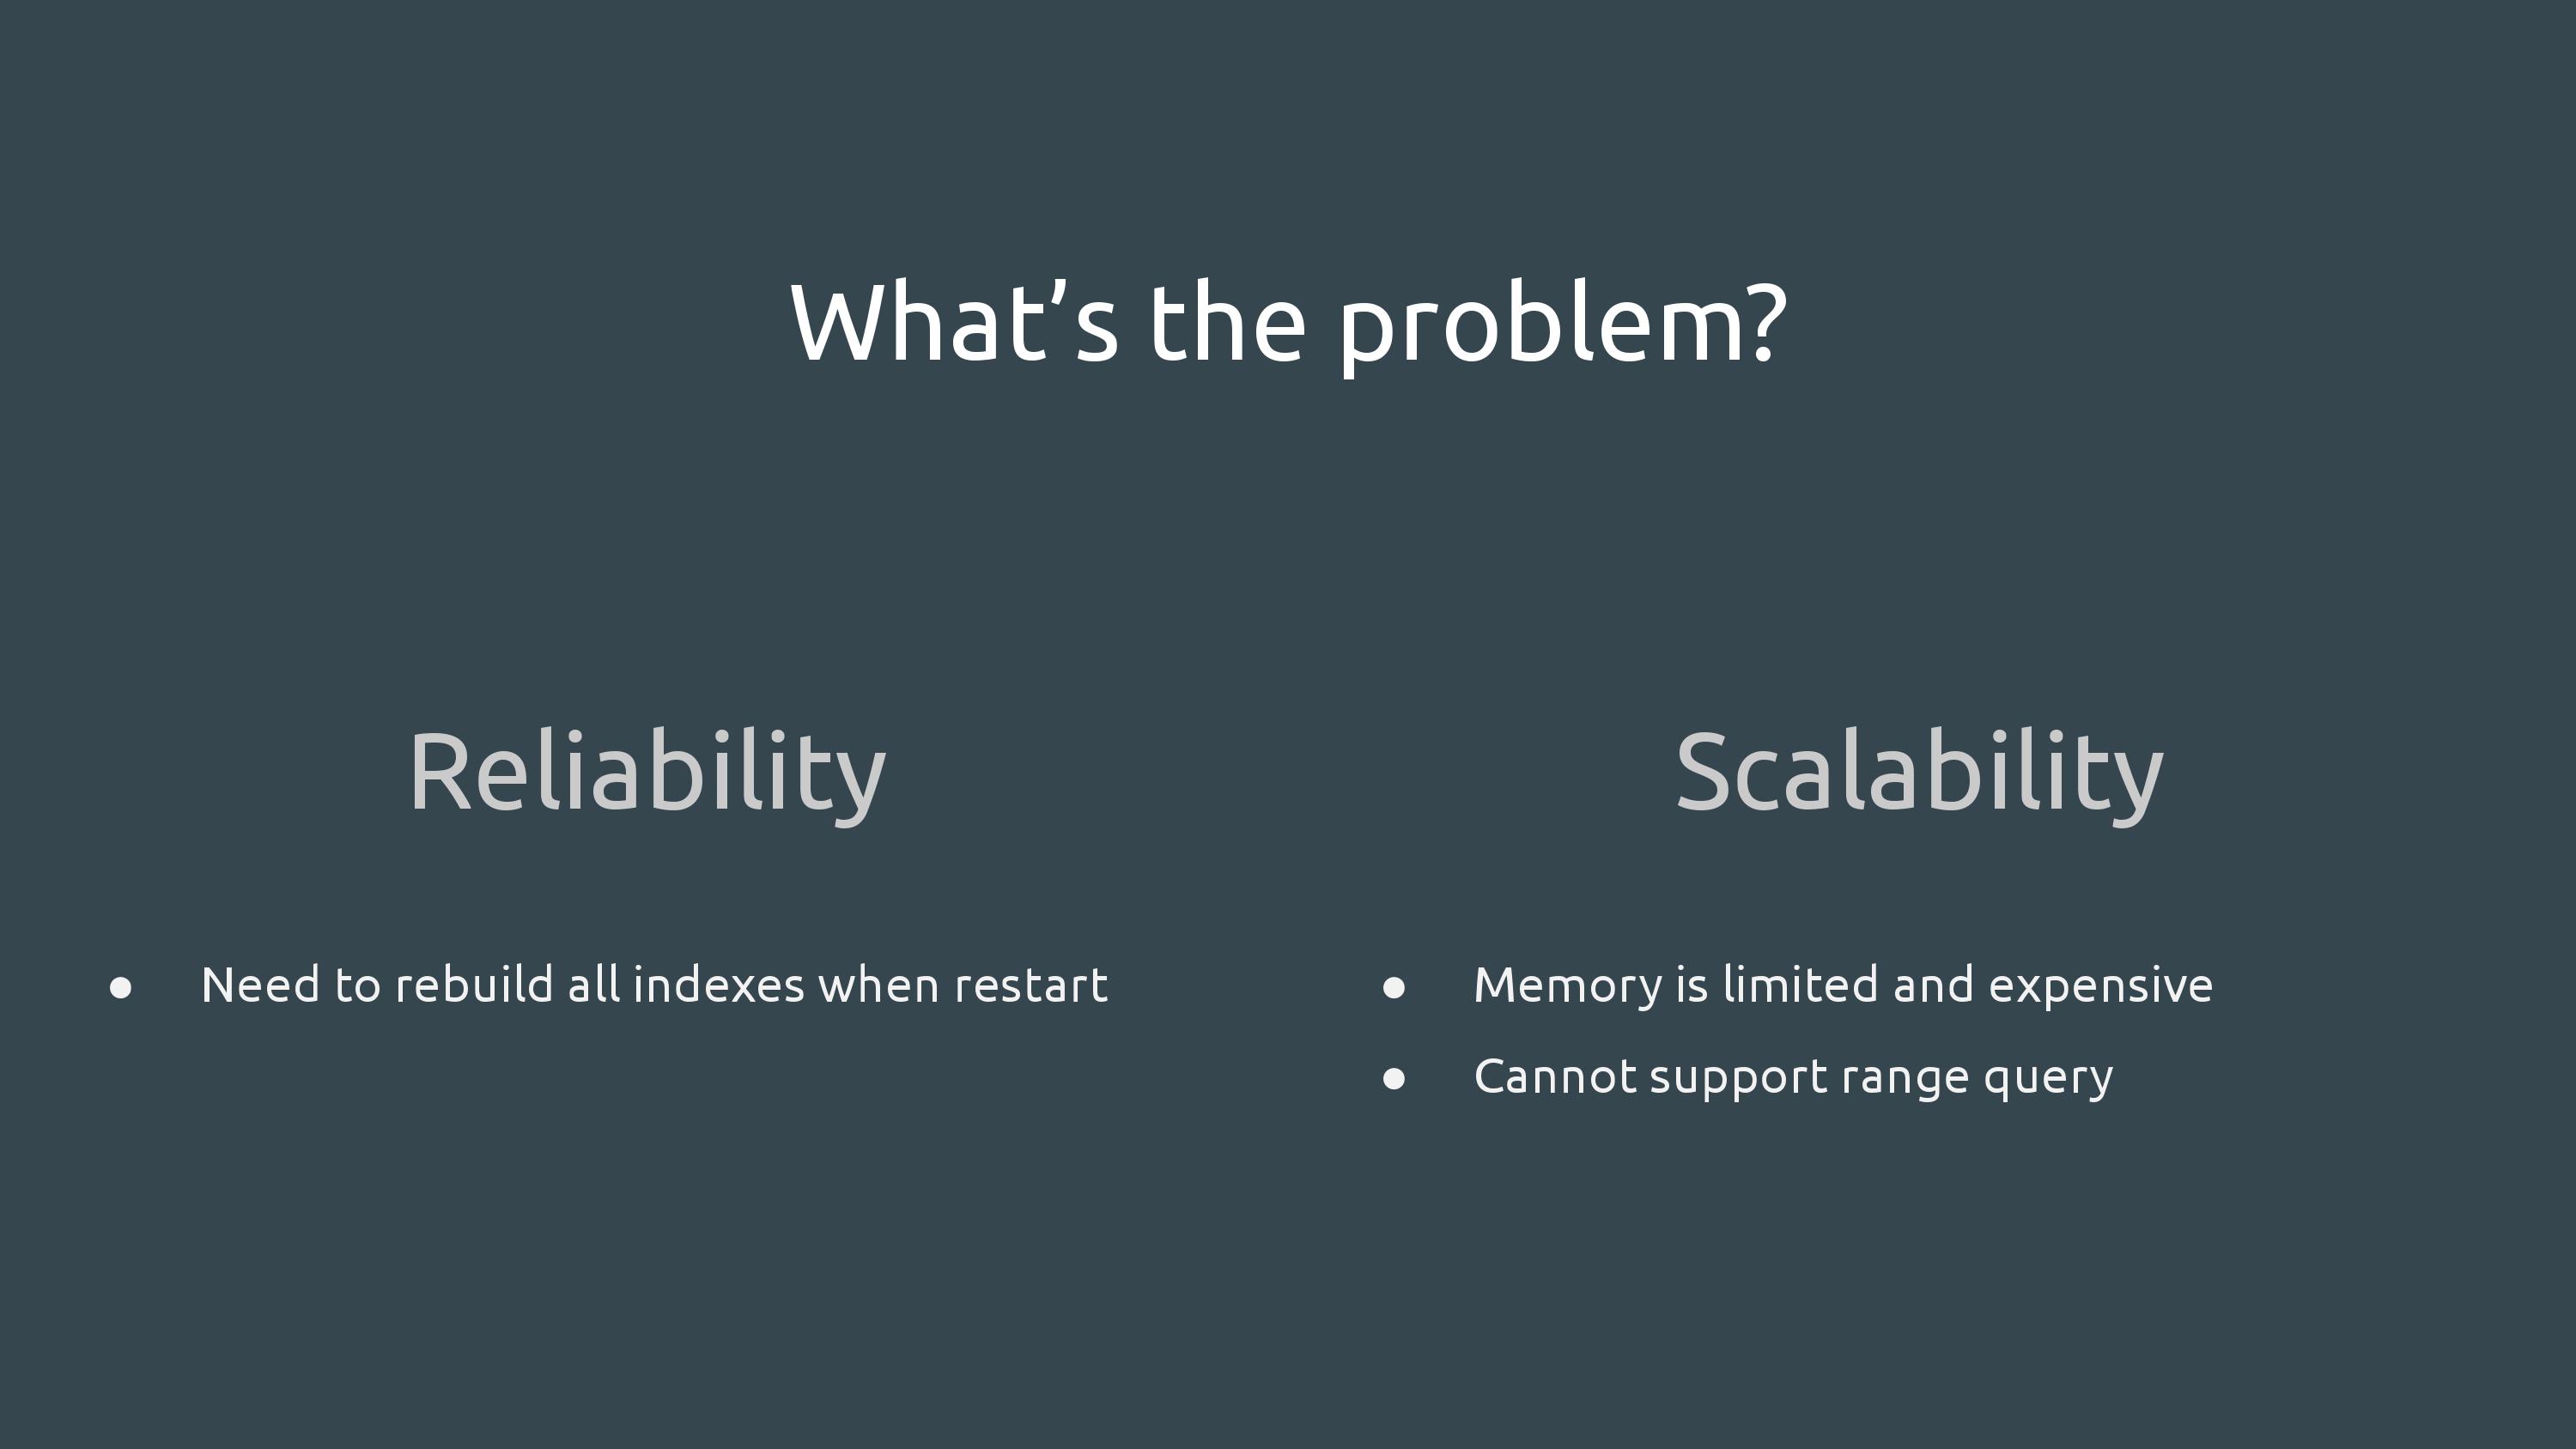 What’s the problem?
Reliability
● Need to rebuild all indexes when restart
Scalability
● Memory is limited and expensive
● Cannot support range query